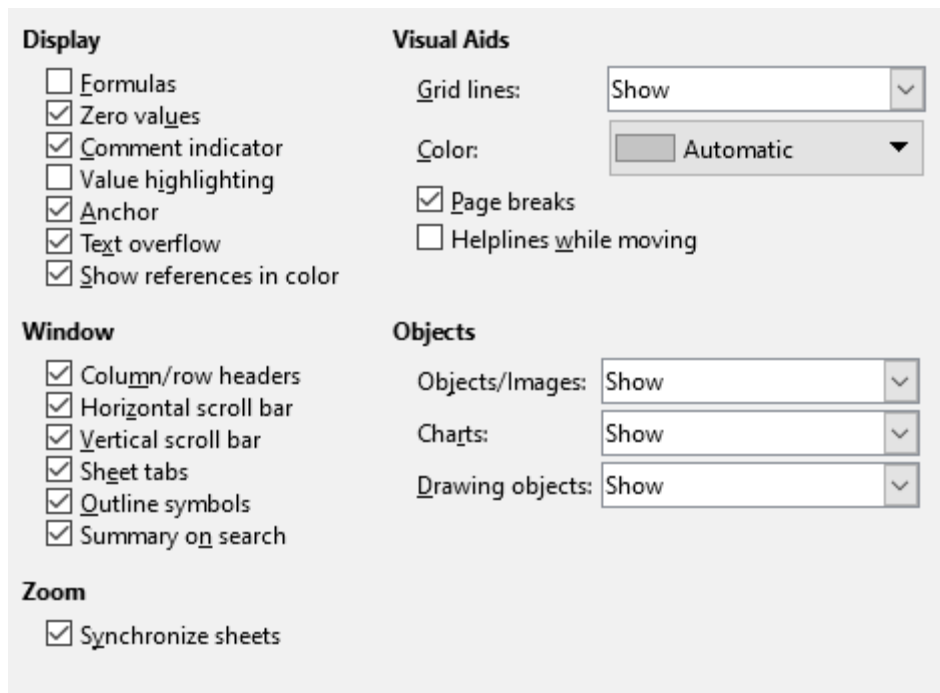 Display
Formulas
Zero values
Comment indicator
Value highlighting
Anchor
Text overflow
Show references in color
Window
Column/row headers
Horizontal scroll bar
Vertical scroll bar
Sheet tabs
Outline symbols
Summary on search
Zoom
Synchronize sheets
Visual Aids
Grid lines: Show
Color: Automatic
Page breaks
Helplines while moving
Objects
Objects/Images: Show
Charts: Show
Drawing objects: Show